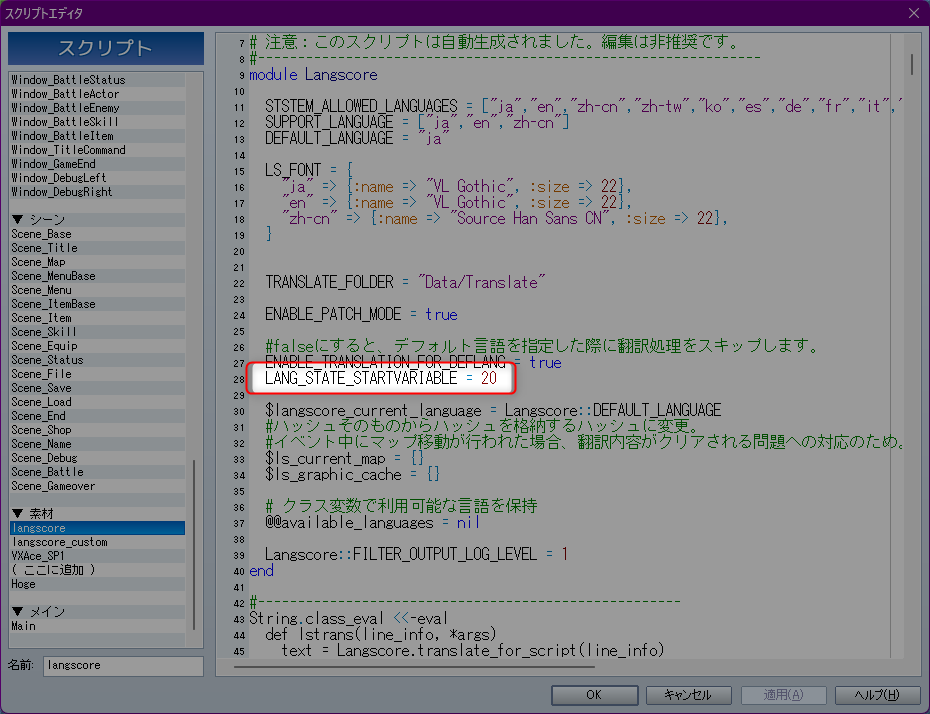 スクリプトエディタ
スクリプト
Window_BattleStatus
Window_BattleActor
Window_BattleEnemy
Window_BattleSkill
Window_BattleItem
Window_TitleCommand
Window_GameEnd
Window_DebugLeft
Window_DebugRight
▼ シーン
Scene_Base
Scene_Title
Scene_Map
Scene_MenuBase
Scene_Menu
Scene_ItemBase
Scene_Item
Scene_Skill
Scene_Equip
Scene_Status
Scene_File
Scene_Save
Scene_Load
Scene_End
Scene_Shop
Scene_Name
Scene_Debug
Scene_Battle
Scene_Gameover
▼ 素材
langscore
langscore_custom
VXAce_SP1
( ここに追加 )
Hoge
▼ メイン
Main
名前:
langscore
7 # 注意：このスクリプトは自動生成されました。編集は非推奨です。
8 #---------------------------------------------------------------
9 module Langscore
10
11 STSTEM_ALLOWED_LANGUAGES = ["ja","en","zh-cn","zh-tw","ko","es","de","fr","it","
12 SUPPORT_LANGUAGE = ["ja","en","zh-cn"]
13 DEFAULT_LANGUAGE = "ja"
14
15 LS_FONT = {
16 "ja" => {:name => "VL Gothic", :size => 22},
17 "en" => {:name => "VL Gothic", :size => 22},
18 "zh-cn" => {:name => "Source Han Sans CN", :size => 22},
19 }
20
21
22 TRANSLATE_FOLDER = "Data/Translate"
23
24 ENABLE_PATCH_MODE = true
25
26 #falseにすると、デフォルト言語を指定した際に翻訳処理をスキップします。
27 ENABLE_TRANSLATION_FOR_DEFLANG = true
28 LANG_STATE_STARTVARIABLE = 20
29
30 $langscore_current_language = Langscore::DEFAULT_LANGUAGE
31 #ハッシュそのものからハッシュを格納するハッシュに変更。
32 #イベント中にマップ移動が行われた場合、翻訳内容がクリアされる問題への対応のため。
33 $ls_current_map = {}
34 $ls_graphic_cache = {}
35
36 # クラス変数で利用可能な言語を保持
37 @@available_languages = nil
38
39 Langscore::FILTER_OUTPUT_LOG_LEVEL = 1
40 end
41
42 #-----------------------------------------------------
43 String.class_eval <<-eval
44 def lstrans(line_info, *args)
45 text = Langscore.translate_for_script(line_info)
OK
キャンセル
適用(A)
ヘルプ(H)